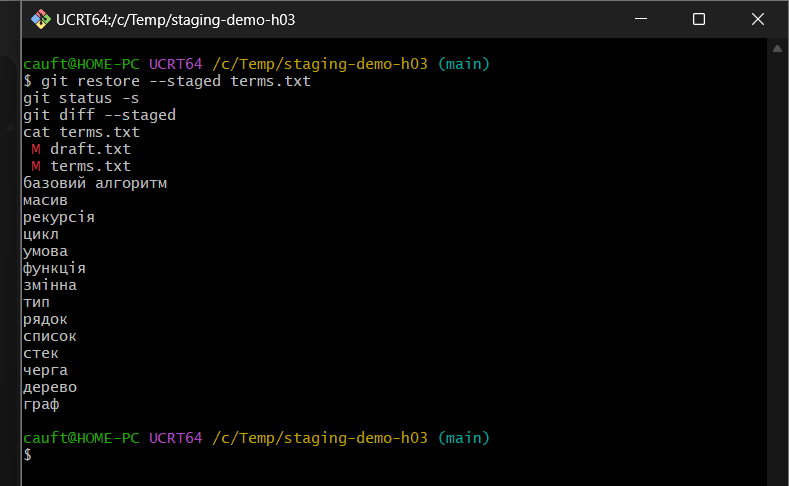 UCRT64:/c/Temp/staging-demo-h03
cauft@HOME-PC UCRT64 /c/Temp/staging-demo-h03 (main)
$ git restore --staged terms.txt
git status -s
git diff --staged
cat terms.txt
 M draft.txt
 M terms.txt
базовий алгоритм
масив
рекурсія
цикл
умова
функція
змінна
тип
рядок
список
стек
черга
дерево
граф
cauft@HOME-PC UCRT64 /c/Temp/staging-demo-h03 (main)
$